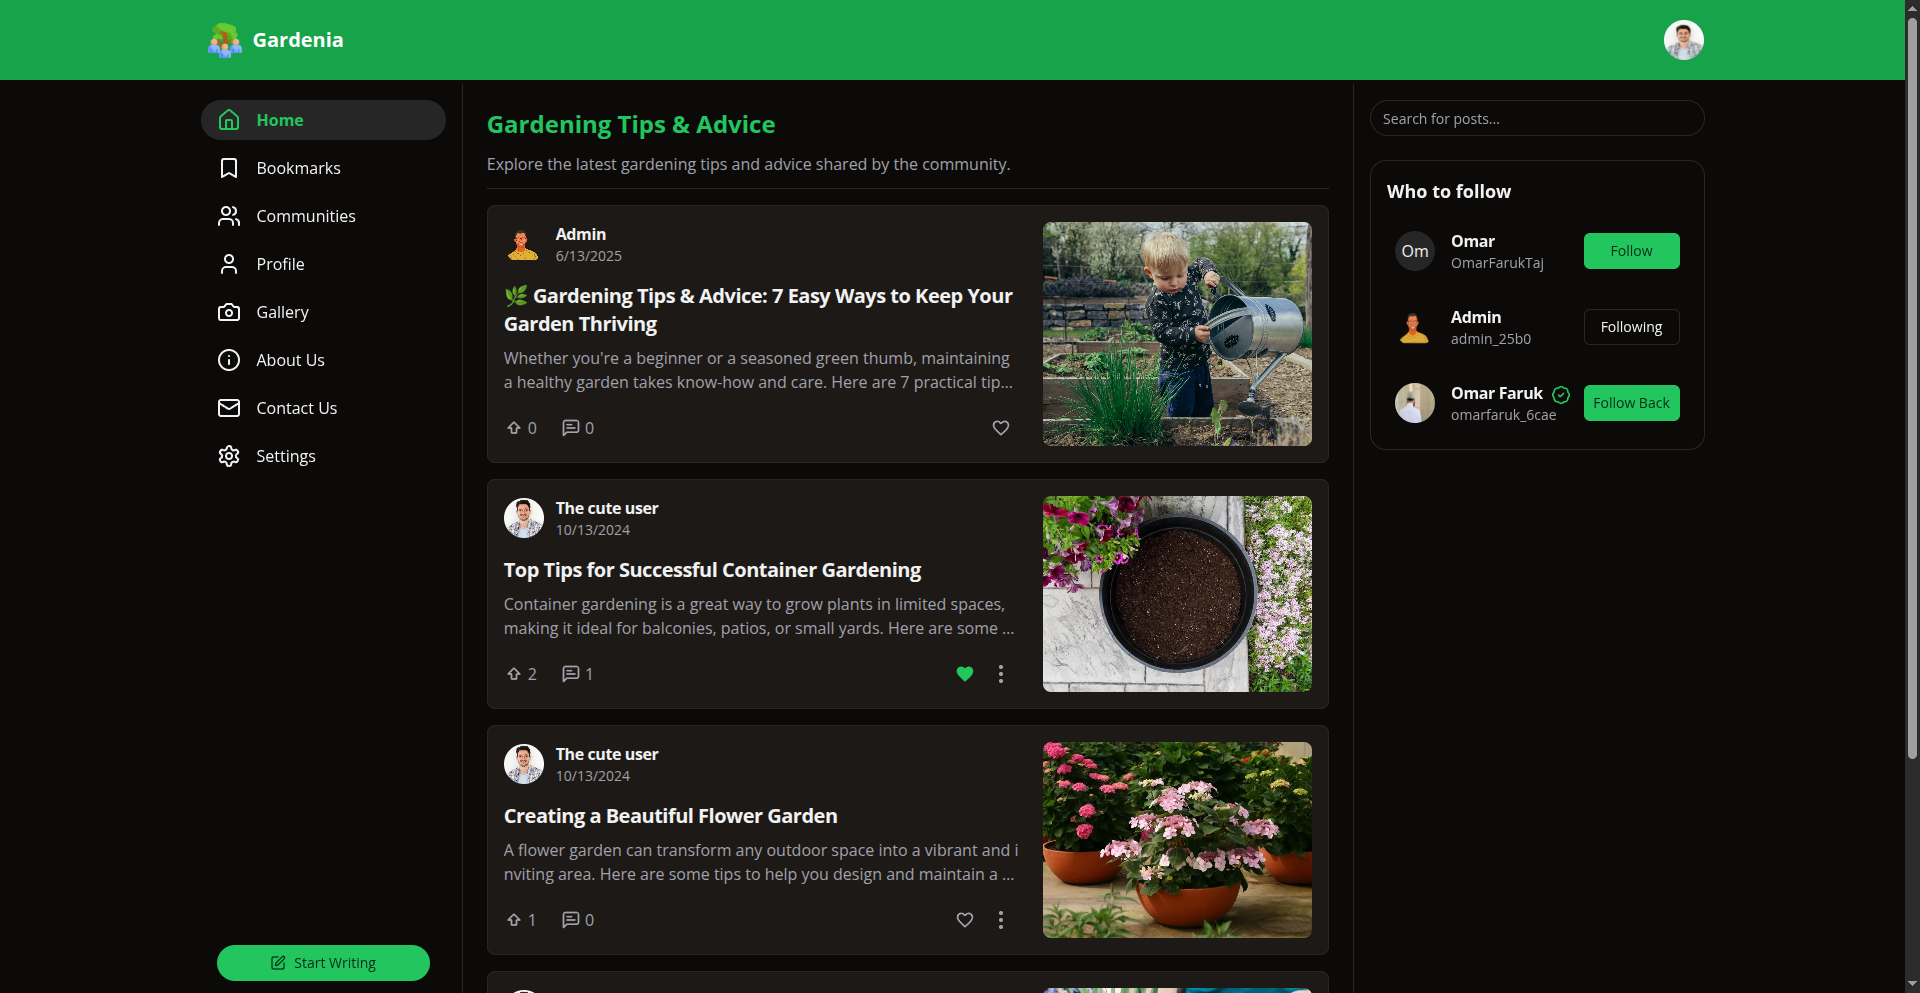 Gardenia
Home
Bookmarks
Communities
Profile
Gallery
About Us
Contact Us
Settings
Start Writing
Gardening Tips & Advice
Explore the latest gardening tips and advice shared by the community.
Admin
6/13/2025
🌿 Gardening Tips & Advice: 7 Easy Ways to Keep Your
Garden Thriving
Whether you're a beginner or a seasoned green thumb, maintaining
a healthy garden takes know-how and care. Here are 7 practical tip...
0 0
The cute user
10/13/2024
Top Tips for Successful Container Gardening
Container gardening is a great way to grow plants in limited spaces,
making it ideal for balconies, patios, or small yards. Here are some ...
2 1
The cute user
10/13/2024
Creating a Beautiful Flower Garden
A flower garden can transform any outdoor space into a vibrant and i
nviting area. Here are some tips to help you design and maintain a ...
1 0
Search for posts...
Who to follow
Om
Omar
OmarFarukTaj
Follow
Admin
admin_25b0
Following
Omar Faruk
omarfaruk_6cae
Follow Back